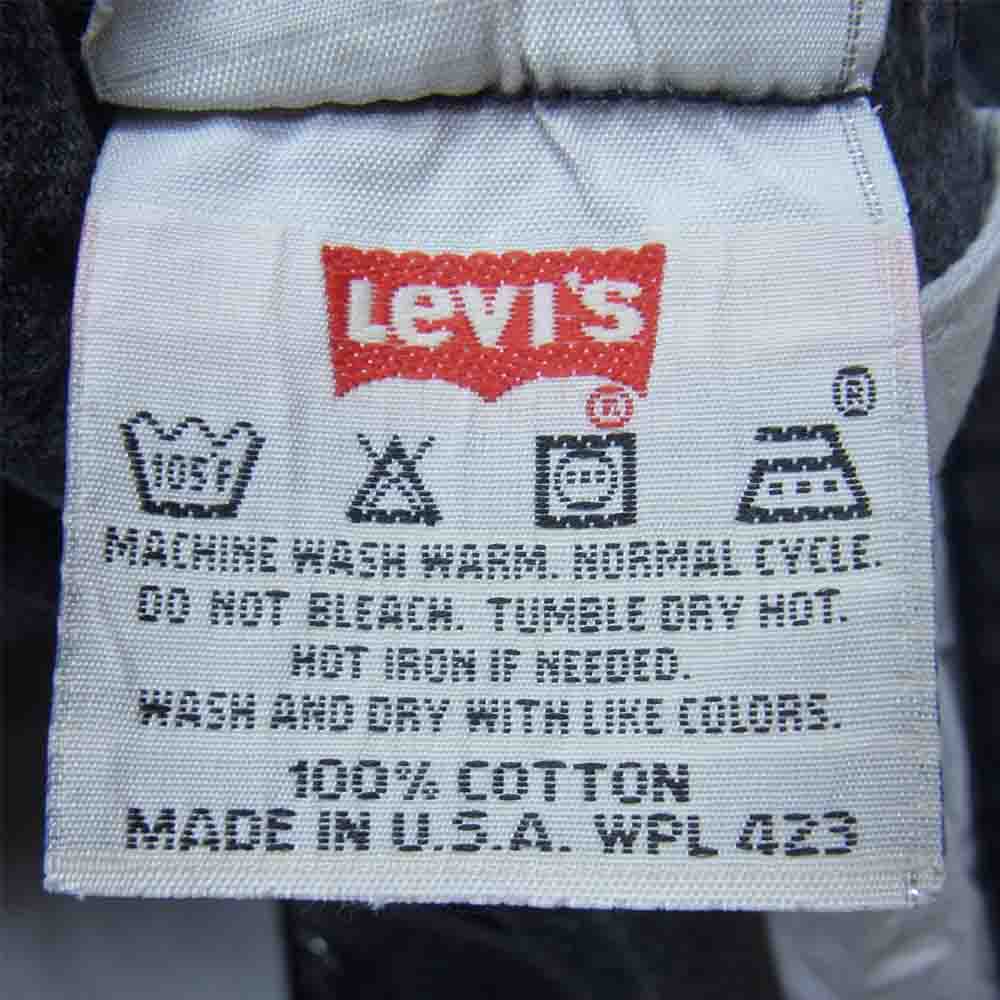 Levi's
®
®
105°F
MACHINE WASH WARM. NORMAL CYCLE.
DO NOT BLEACH. TUMBLE DRY HOT.
HOT IRON IF NEEDED.
WASH AND DRY WITH LIKE COLORS.
100% COTTON
MADE IN U.S.A. WPL 423